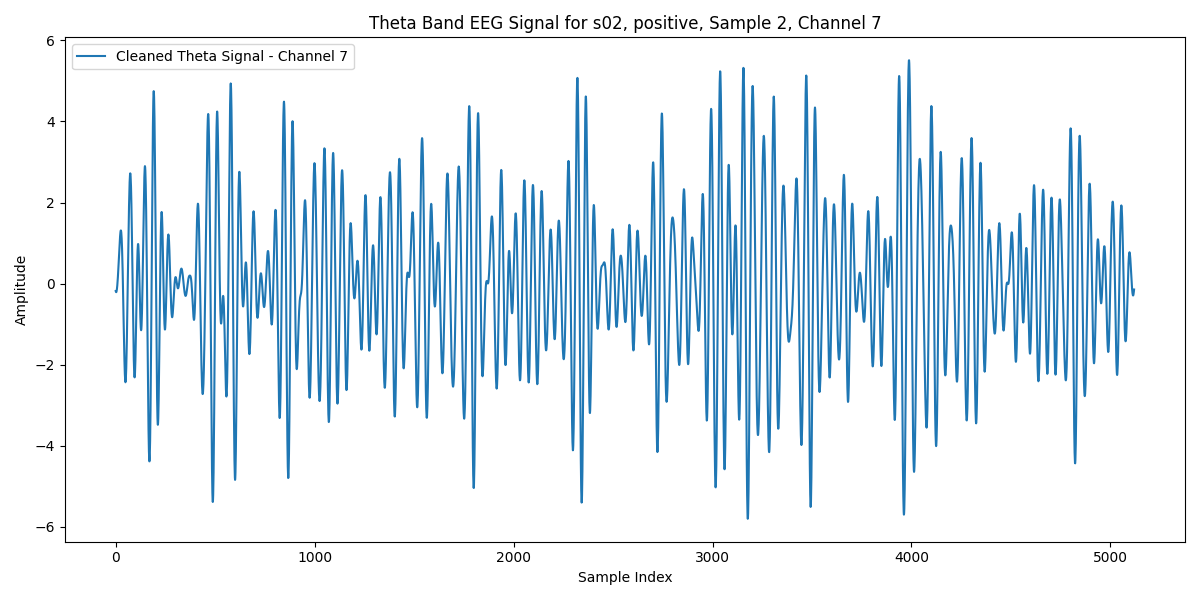 Theta Band EEG Signal for s02, positive, Sample 2, Channel 7
Cleaned Theta Signal - Channel 7
Amplitude
6
4
2
0
−2
−4
−6
0 1000 2000 3000 4000 5000
Sample Index